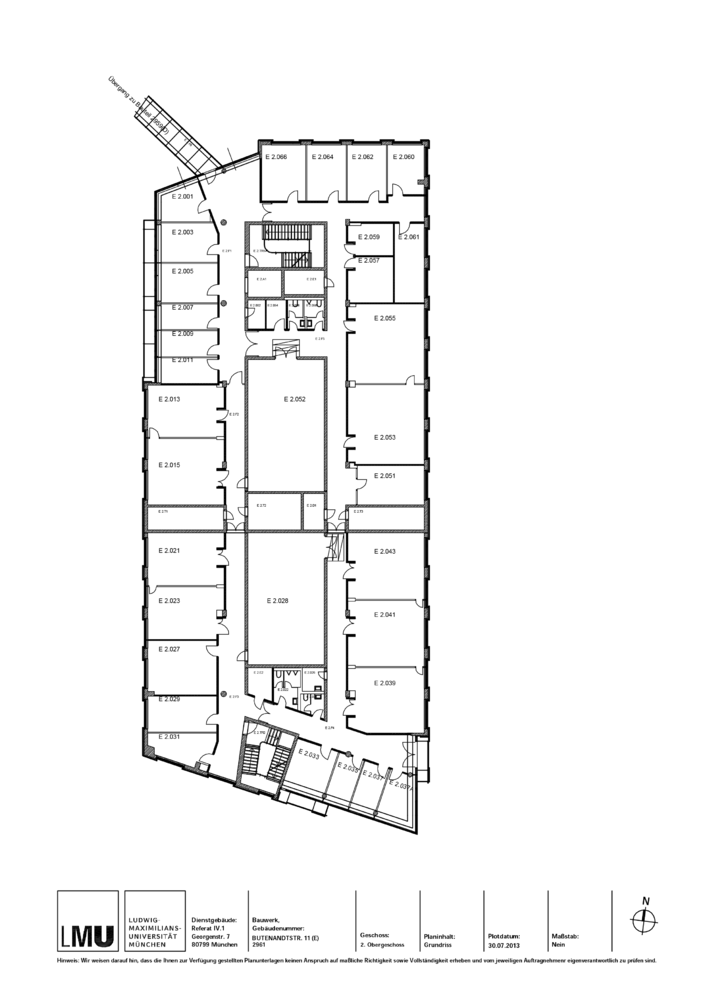 Übergang zu Bauteil
E 2.066
E 2.064
E 2.062
E 2.060
E 2.001
E 2.003
E 2.059
E 2.061
E 2.057
E 2.005
E 2.007
E 2.055
E 2.009
E 2.011
E 2.013
E 2.052
E 2.053
E 2.015
E 2.051
E 2.021
E 2.043
E 2.023
E 2.028
E 2.041
E 2.027
E 2.039
E 2.029
E 2.031
E 2.033
E 2.035
E 2.037
E 2.037A
N
LMU
LUDWIG-
MAXIMILIANS-
UNIVERSITÄT
MÜNCHEN
Dienstgebäude:
Referat IV.1
Georgenstr. 7
80799 München
Bauwerk,
Gebäudenummer:
BUTENANDTSTR. 11 (E)
2961
Geschoss:
2. Obergeschoss
Planinhalt:
Grundriss
Plotdatum:
30.07.2013
Maßstab:
Nein
Hinweis: Wir weisen darauf hin, dass die Ihnen zur Verfügung gestellten Planunterlagen keinen Anspruch auf maßliche Richtigkeit sowie Vollständigkeit erheben und vom jeweiligen Auftragnehmer eigenverantwortlich zu prüfen sind.